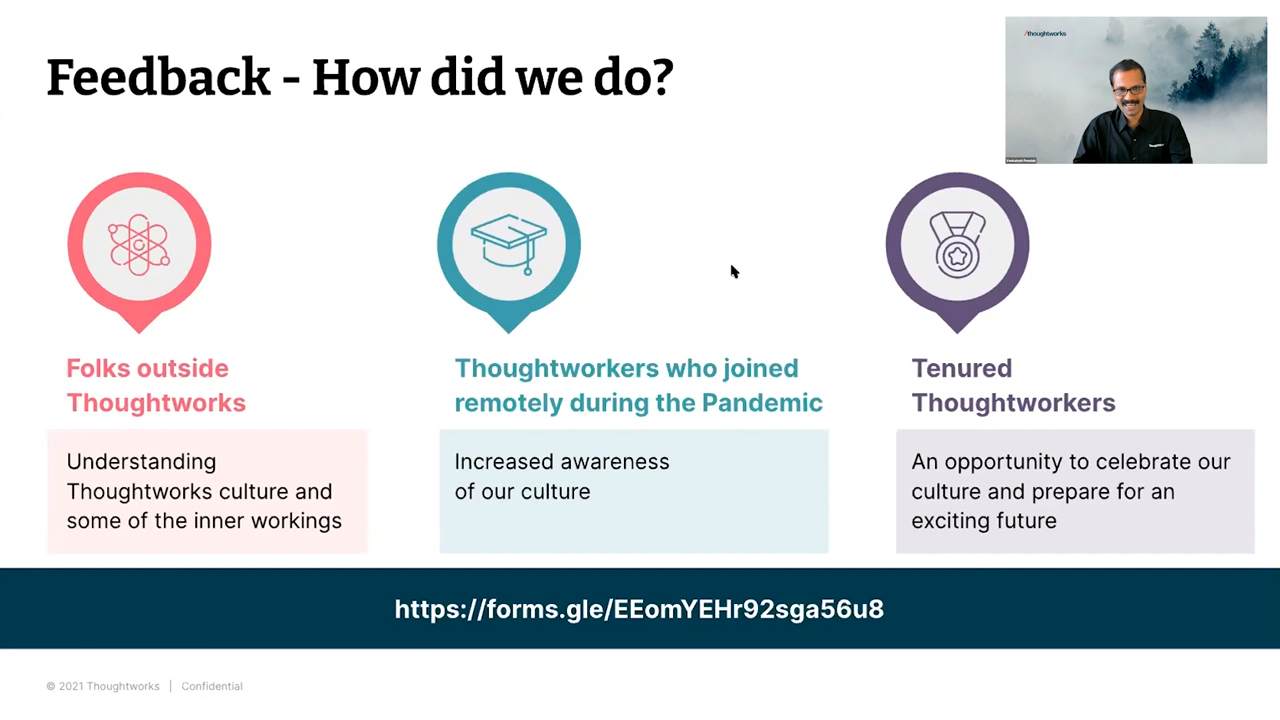 Feedback - How did we do?
/thoughtworks
Folks outside
Thoughtworks
Understanding
Thoughtworks culture and
some of the inner workings
Thoughtworkers who joined
remotely during the Pandemic
Increased awareness
of our culture
Tenured
Thoughtworkers
An opportunity to celebrate our
culture and prepare for an
exciting future
https://forms.gle/EEomYEHr92sga56u8
© 2021 Thoughtworks | Confidential